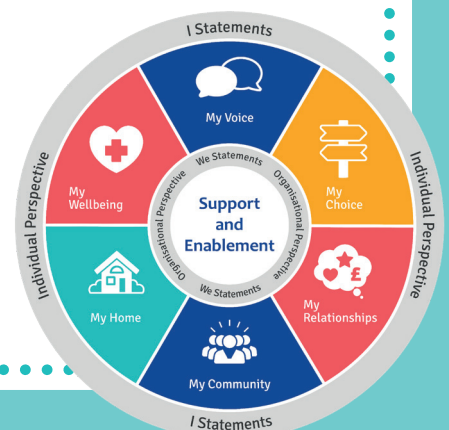 I Statements
Individual Perspective
Individual Perspective
My Voice
My
Choice
My
Relationships
My Community
My Home
My
Wellbeing
We Statements
Organisational Perspective
Organisational Perspective
We Statements
Support
and
Enablement
£
I Statements